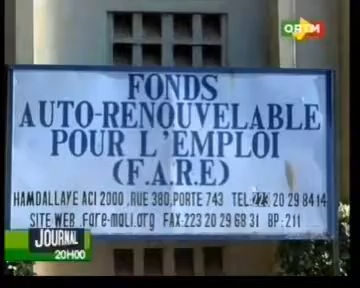 ORTM
FONDS
AUTO-RENOUVELABLE
POUR L'EMPLOI
(F.A.R.E)
HAMDALLAYE ACI 2000, RUE 380, PORTE 743 TEL: 223 20 29 84 14
SITE WEB .fare-mali.org FAX: 223 20 29 68 31 BP: 211
JOURNAL
20H00